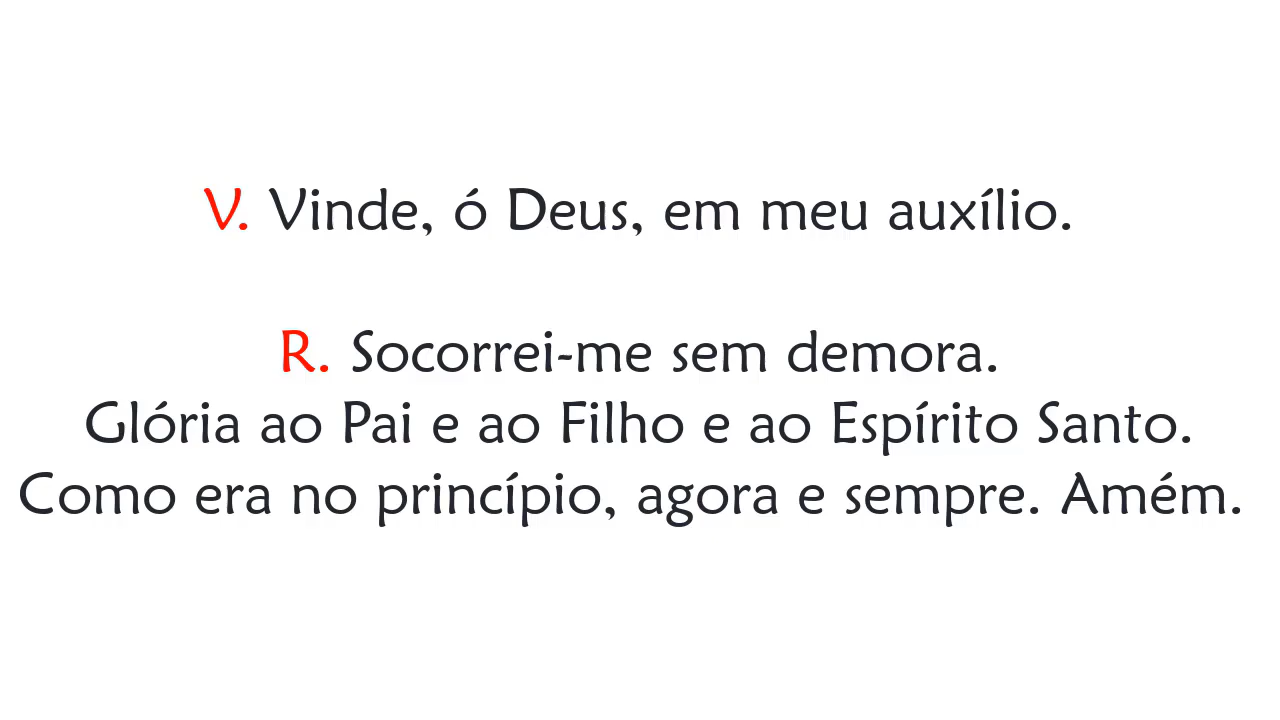 V. Vinde, ó Deus, em meu auxílio.
R. Socorrei-me sem demora.
Glória ao Pai e ao Filho e ao Espírito Santo.
Como era no princípio, agora e sempre. Amém.